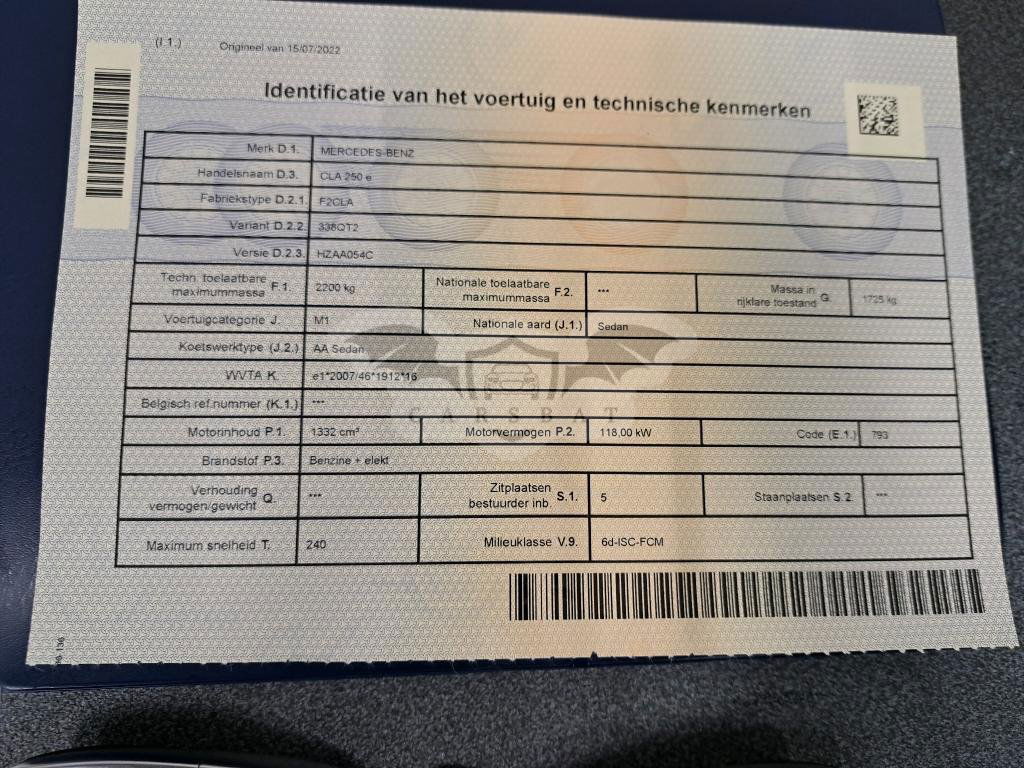 (I.1.) Origineel van 15/07/2022
Identificatie van het voertuig en technische kenmerken
Merk D.1. MERCEDES-BENZ
Handelsnaam D.3. CLA 250 e
Fabriekstype D.2.1. F2CLA
Variant D.2.2. 338QT2
Versie D.2.3. HZAA054C
Techn. toelaatbare maximummassa F.1. 2200 kg Nationale toelaatbare maximummassa F.2. *** Massa in rijklare toestand G. 1725 kg
Voertuigcategorie J. M1 Nationale aard (J.1.) Sedan
Koetswerktype (J.2.) AA Sedan
WVTA K. e1*2007/46*1912*16
Belgisch ref.nummer (K.1.) ***
CARSBAT
Motorinhoud P.1. 1332 cm³ Motorvermogen P.2. 118,00 kW Code (E.1.) 793
Brandstof P.3. Benzine + elekt
Verhouding vermogen/gewicht Q. *** Zitplaatsen bestuurder inb. S.1. 5 Staanplaatsen S.2 ***
Maximum snelheid T. 240 Milieuklasse V.9. 6d-ISC-FCM